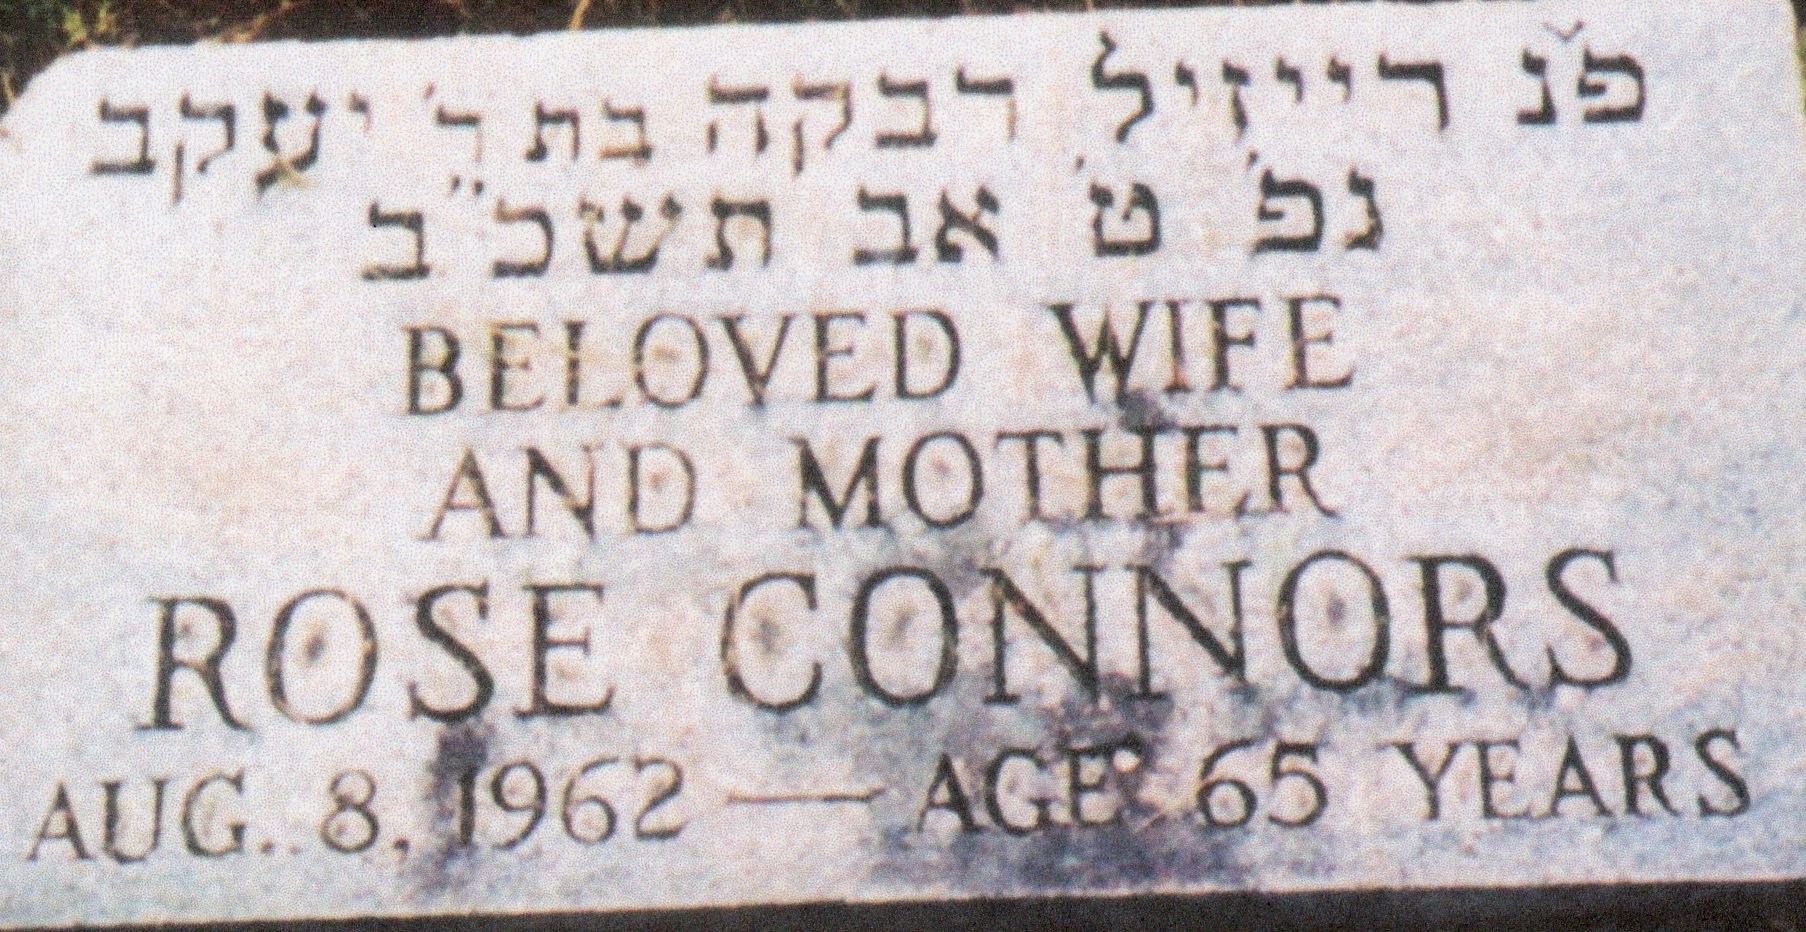 פ״נ רייזיל רבקה בת ר׳ יעקב
נפ׳ ט׳ אב תשכ״ב
BELOVED WIFE
AND MOTHER
ROSE CONNORS
AUG. 8, 1962 — AGE 65 YEARS